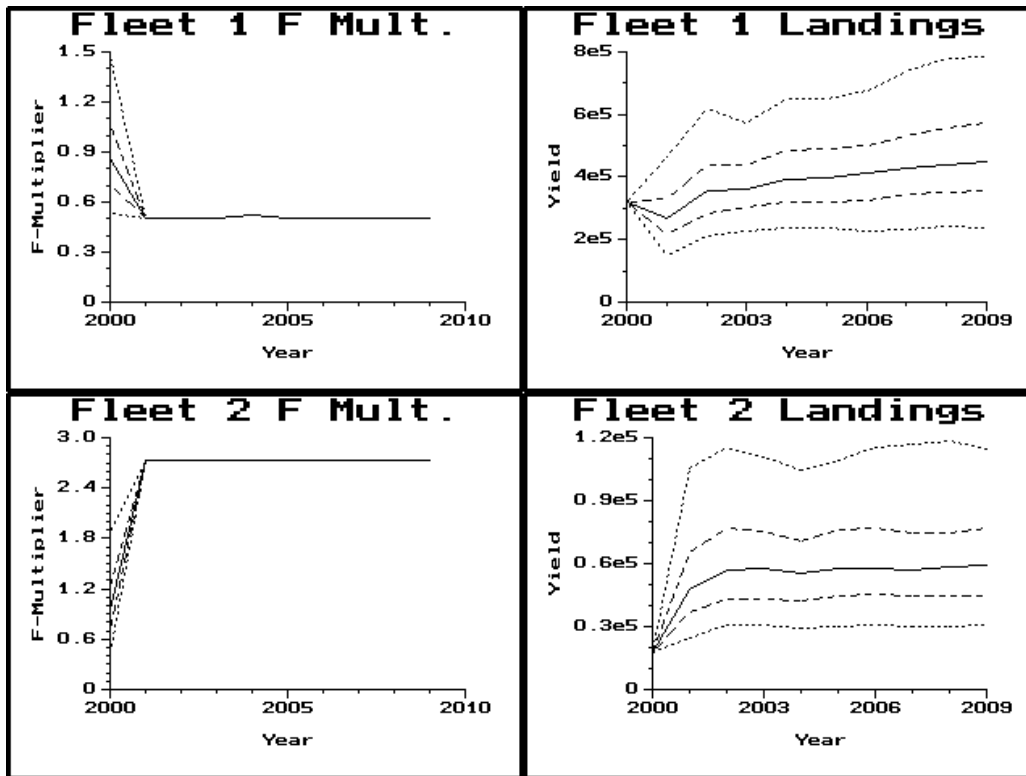 Fleet 1 F Mult.
1.5
1.2
0.9
0.6
0.3
0
F-Multiplier
2000 2005 2010
Year
Fleet 1 Landings
8e5
6e5
4e5
2e5
0
Yield
2000 2003 2006 2009
Year
Fleet 2 F Mult.
3.0
2.4
1.8
1.2
0.6
0
F-Multiplier
2000 2005 2010
Year
Fleet 2 Landings
1.2e5
0.9e5
0.6e5
0.3e5
0
Yield
2000 2003 2006 2009
Year